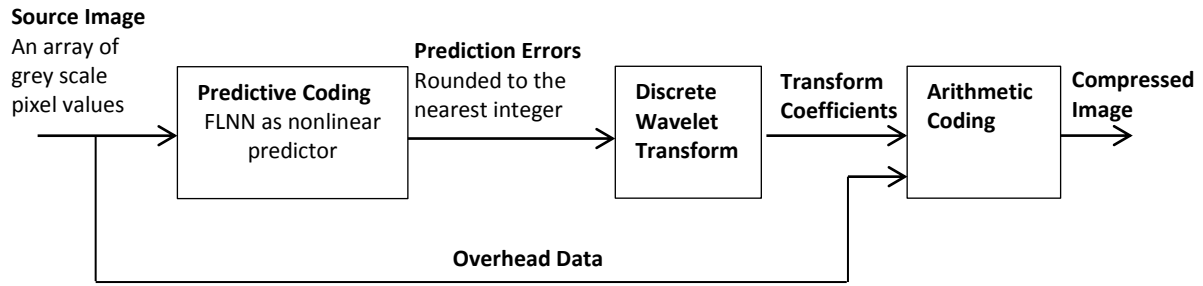 Source Image
An array of
grey scale
pixel values
Predictive Coding
FLNN as nonlinear
predictor
Prediction Errors
Rounded to the
nearest integer
Discrete
Wavelet
Transform
Transform
Coefficients
Arithmetic
Coding
Compressed
Image
Overhead Data